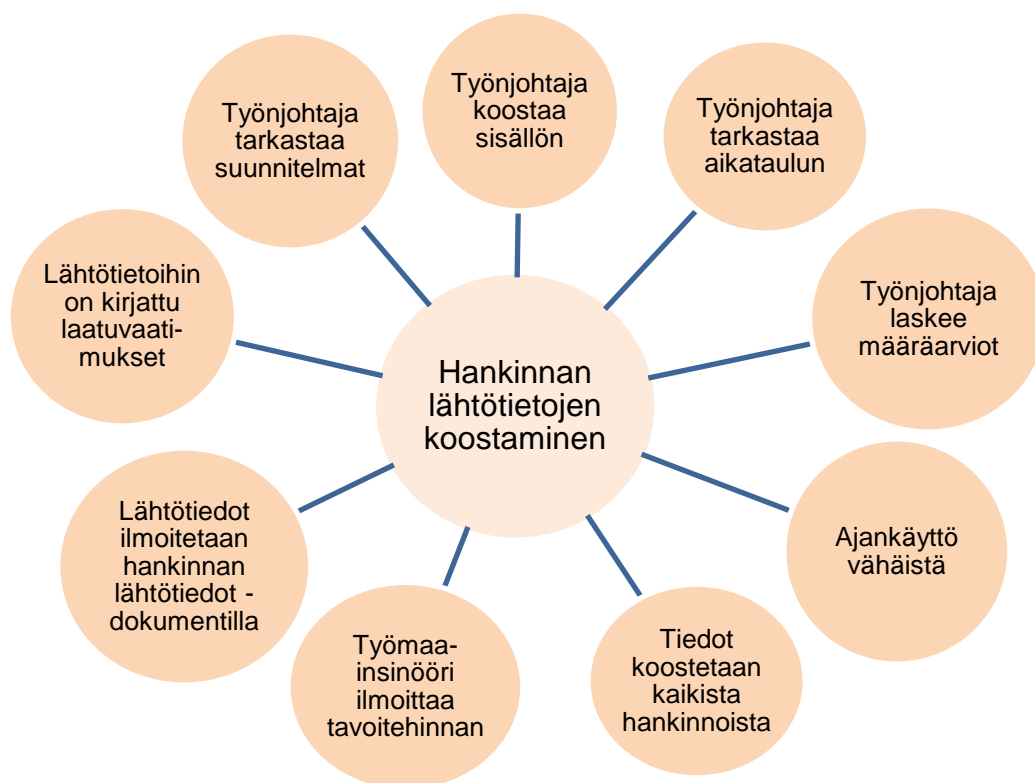 Työnjohtaja
koostaa
sisällön
Työnjohtaja
tarkastaa
aikataulun
Työnjohtaja
laskee
määräarviot
Ajankäyttö
vähäistä
Tiedot
koostetaan
kaikista
hankinnoista
Työmaa-
insinööri
ilmoittaa
tavoitehinnan
Lähtötiedot
ilmoitetaan
hankinnan
lähtötiedot -
dokumentilla
Lähtötietoihin
on kirjattu
laatuvaati-
mukset
Työnjohtaja
tarkastaa
suunnitelmat
Hankinnan
lähtötietojen
koostaminen